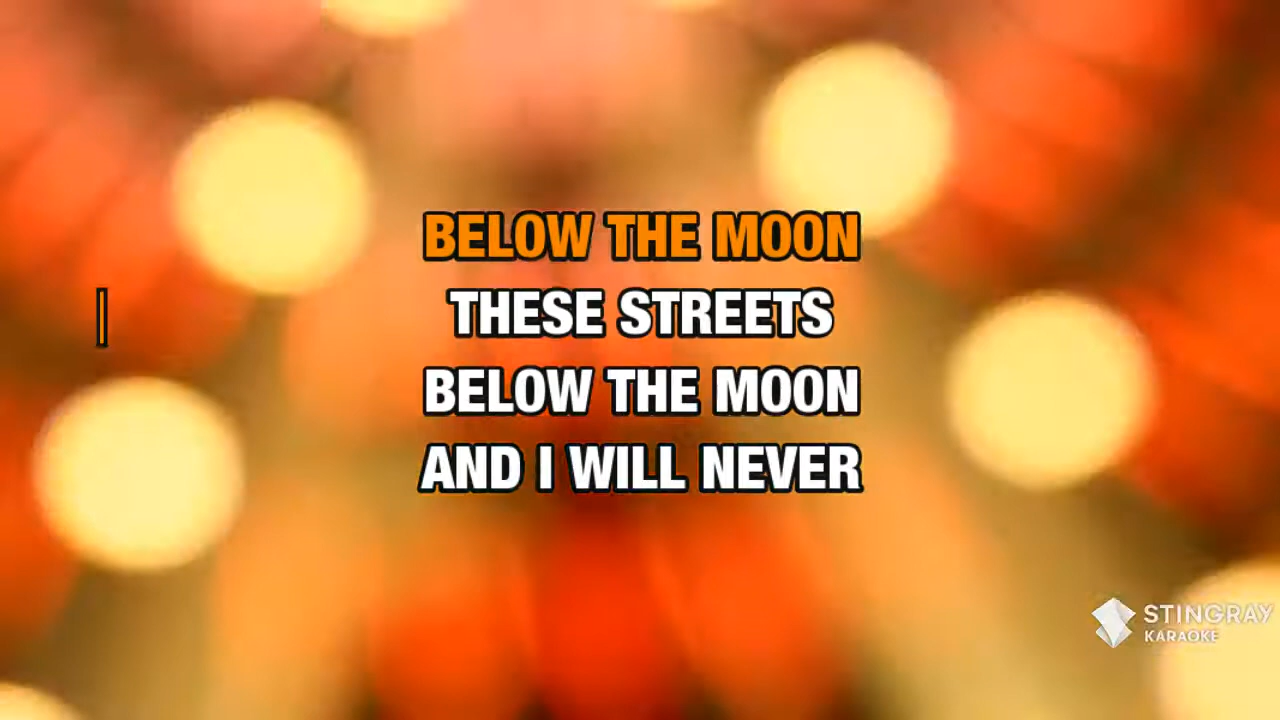 BELOW THE MOON
THESE STREETS
BELOW THE MOON
AND I WILL NEVER
STINGRAY
KARAOKE